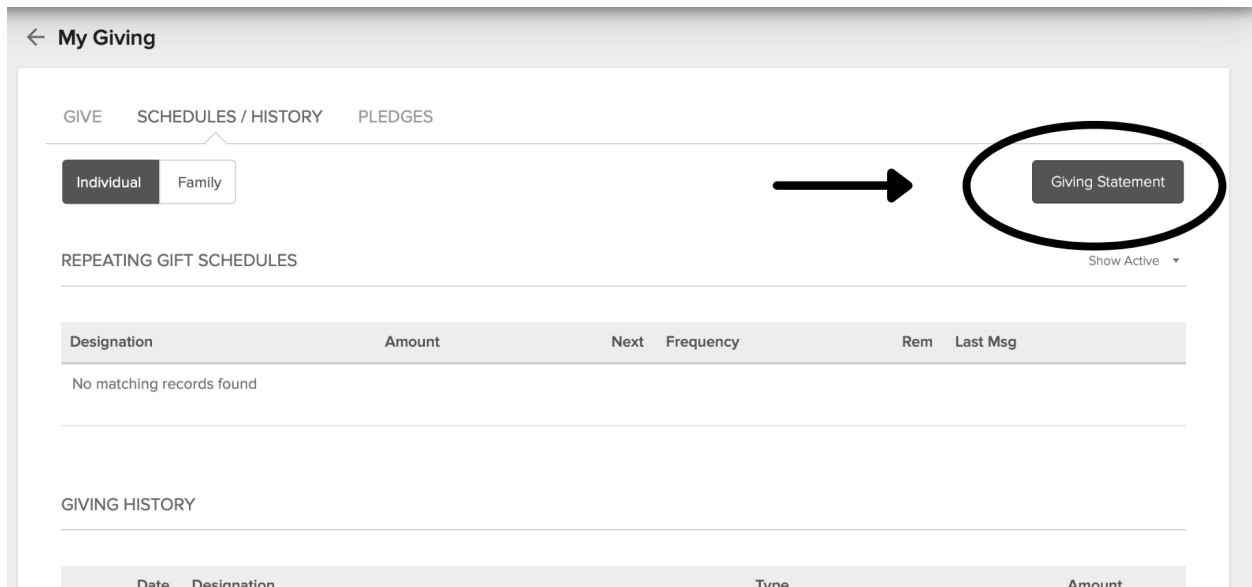 My Giving
GIVE SCHEDULES / HISTORY PLEDGES
Individual Family Giving Statement
REPEATING GIFT SCHEDULES Show Active
Designation Amount Next Frequency Rem Last Msg
No matching records found
GIVING HISTORY
Date Designation Type Amount